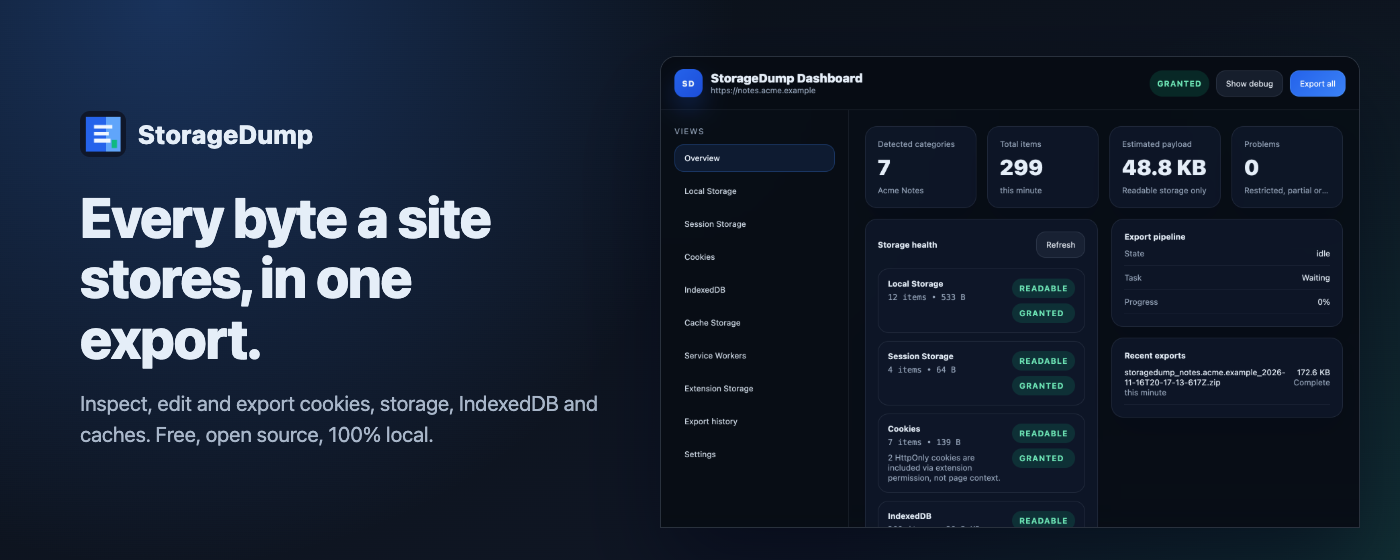 StorageDump
Every byte a site
stores, in one
export.
Inspect, edit and export cookies, storage, IndexedDB and
caches. Free, open source, 100% local.
SD
StorageDump Dashboard
https://notes.acme.example
GRANTED
Show debug
Export all
VIEWS
Overview
Local Storage
Session Storage
Cookies
IndexedDB
Cache Storage
Service Workers
Extension Storage
Export history
Settings
Detected categories
7
Acme Notes
Total items
299
this minute
Estimated payload
48.8 KB
Readable storage only
Problems
0
Restricted, partial or...
Storage health
Refresh
Local Storage
12 items • 533 B
READABLE
GRANTED
Session Storage
4 items • 64 B
READABLE
GRANTED
Cookies
7 items • 139 B
2 HttpOnly cookies are
included via extension
permission, not page context.
READABLE
GRANTED
IndexedDB
READABLE
Export pipeline
State
idle
Task
Waiting
Progress
0%
Recent exports
storagedump_notes.acme.example_2026-
11-16T20-17-13-617Z.zip
this minute
172.6 KB
Complete